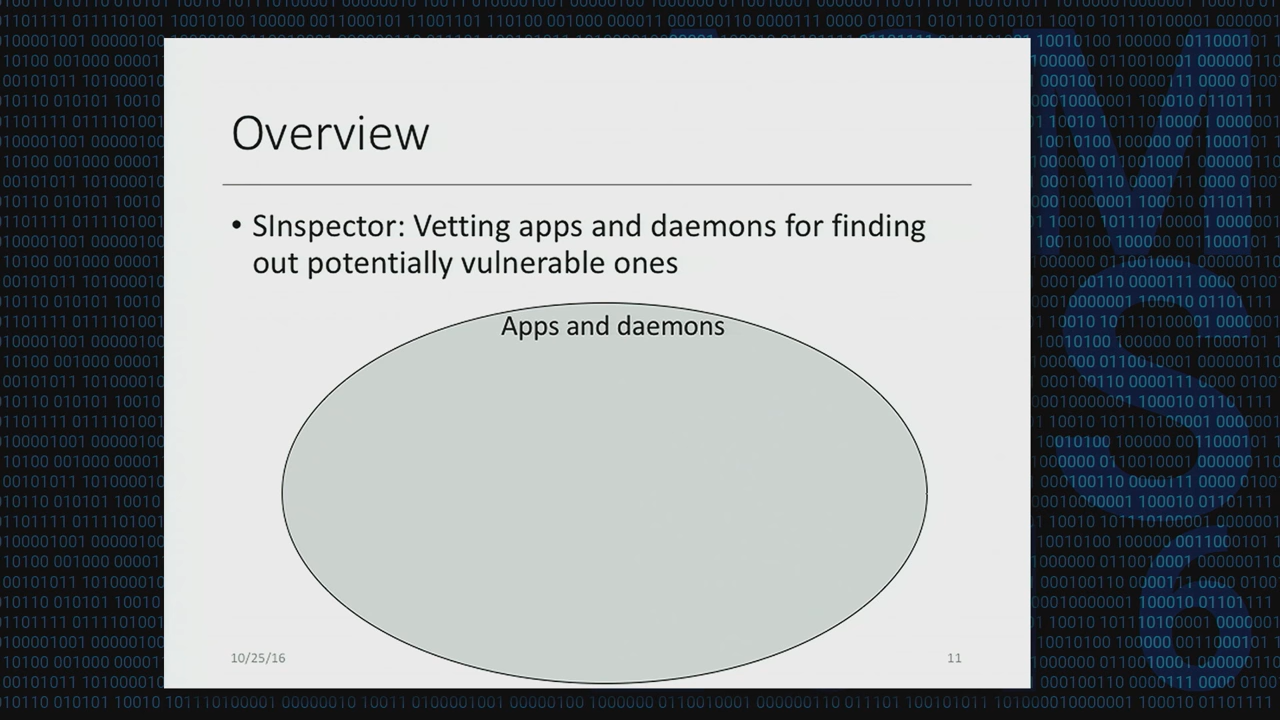 Overview
• SInspector: Vetting apps and daemons for finding
out potentially vulnerable ones
Apps and daemons
10/25/16
11